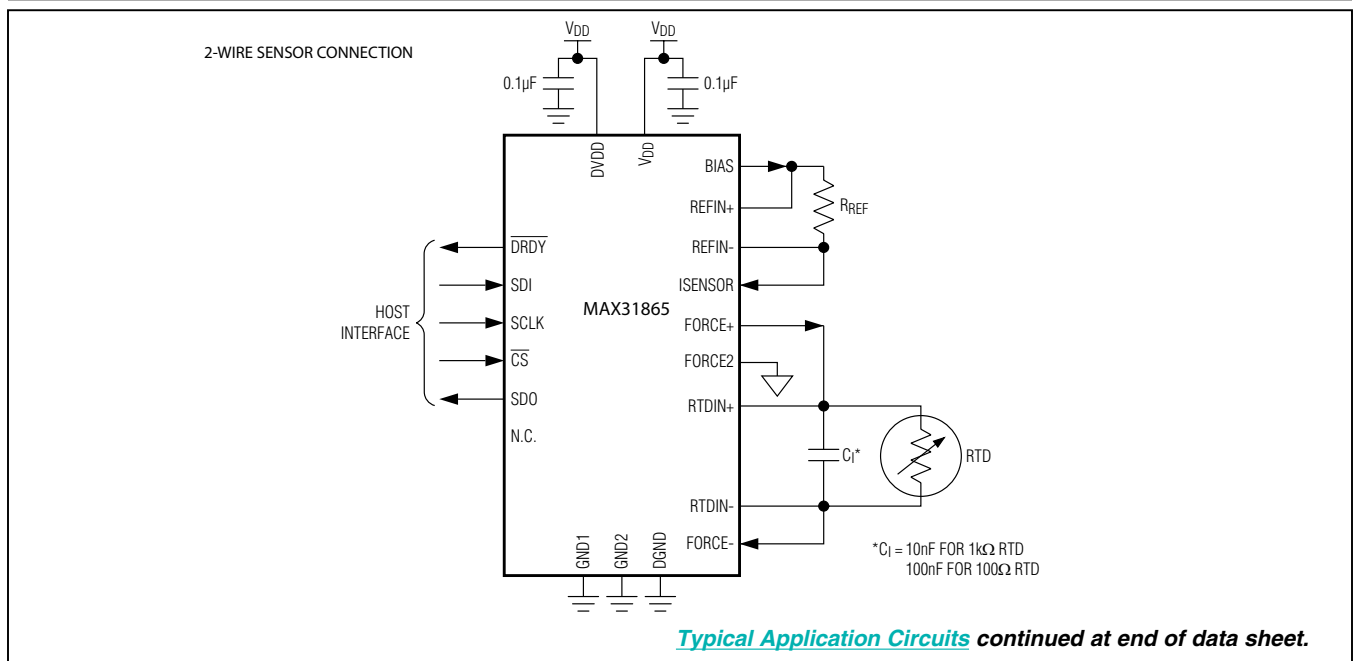 2-WIRE SENSOR CONNECTION
VDD
VDD
0.1µF
0.1µF
DVDD
VDD
BIAS
REFIN+
RREF
REFIN-
ISENSOR
FORCE+
FORCE2
RTDIN+
CI*
RTD
RTDIN-
FORCE-
MAX31865
HOST
INTERFACE
DRDY
SDI
SCLK
CS
SDO
N.C.
GND1
GND2
DGND
*CI = 10nF FOR 1kΩ RTD
100nF FOR 100Ω RTD
Typical Application Circuits continued at end of data sheet.